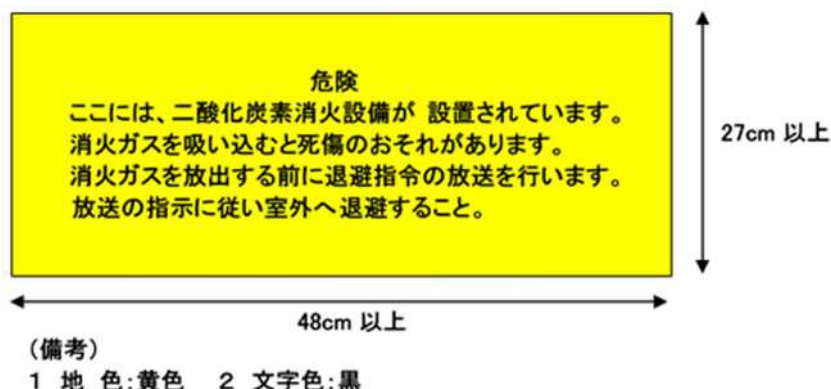 危険
ここには、二酸化炭素消火設備が 設置されています。
消火ガスを吸い込むと死傷のおそれがあります。
消火ガスを放出する前に退避指令の放送を行います。
放送の指示に従い室外へ退避すること。
27cm 以上
48cm 以上
（備考）
1 地 色:黄色 2 文字色:黒